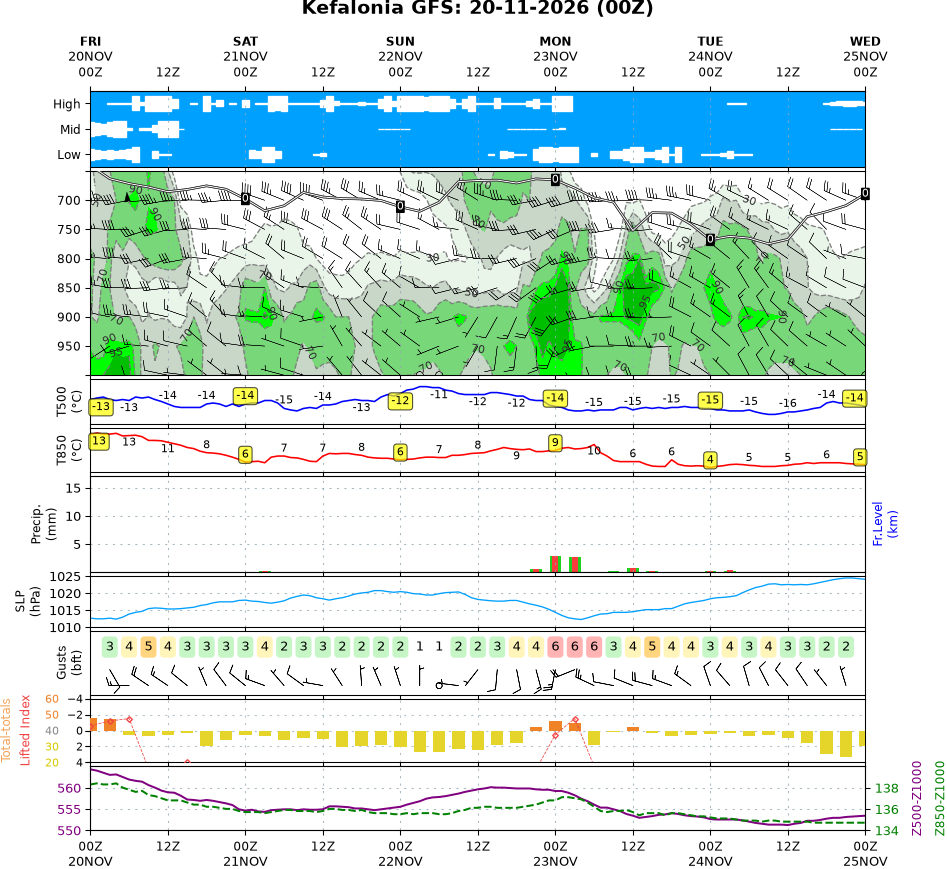 Kefalonia GFS: 20-11-2026 (00Z)
FRI SAT SUN MON TUE WED
20NOV 21NOV 22NOV 23NOV 24NOV 25NOV
00Z 12Z 00Z 12Z 00Z 12Z 00Z 12Z 00Z 12Z 00Z
High
Mid
Low
700
750
800
850
900
950
0 0 0 0 0
T500 (°C)
-13 -13 -14 -14 -14 -15 -14 -13 -12 -11 -12 -12 -14 -15 -15 -15 -15 -15 -16 -14 -14
T850 (°C)
13 13 11 8 6 7 7 8 6 7 8 9 9 10 6 6 4 5 5 6 5
Precip. (mm)
15
10
5
Fr.Level (km)
SLP (hPa)
1025
1020
1015
1010
Gusts (bft)
3 4 5 4 3 3 3 3 4 2 3 3 2 2 2 2 1 1 2 2 3 4 4 6 6 6 3 4 5 4 4 3 4 3 4 3 3 2 2
Total-totals
Lifted Index
60 -4
50 -2
40 0
30 2
20 4
560 138
555 136
550 134
Z500-Z1000
Z850-Z1000
00Z 12Z 00Z 12Z 00Z 12Z 00Z 12Z 00Z 12Z 00Z
20NOV 21NOV 22NOV 23NOV 24NOV 25NOV